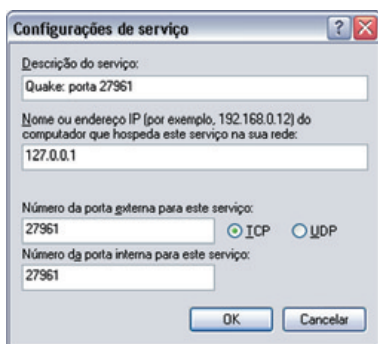 Configurações de serviço
Descrição do serviço:
Quake: porta 27961
Nome ou endereço IP (por exemplo, 192.168.0.12) do
computador que hospeda este serviço na sua rede:
127.0.0.1
Número da porta externa para este serviço:
27961
TCP
UDP
Número da porta interna para este serviço:
27961
OK
Cancelar